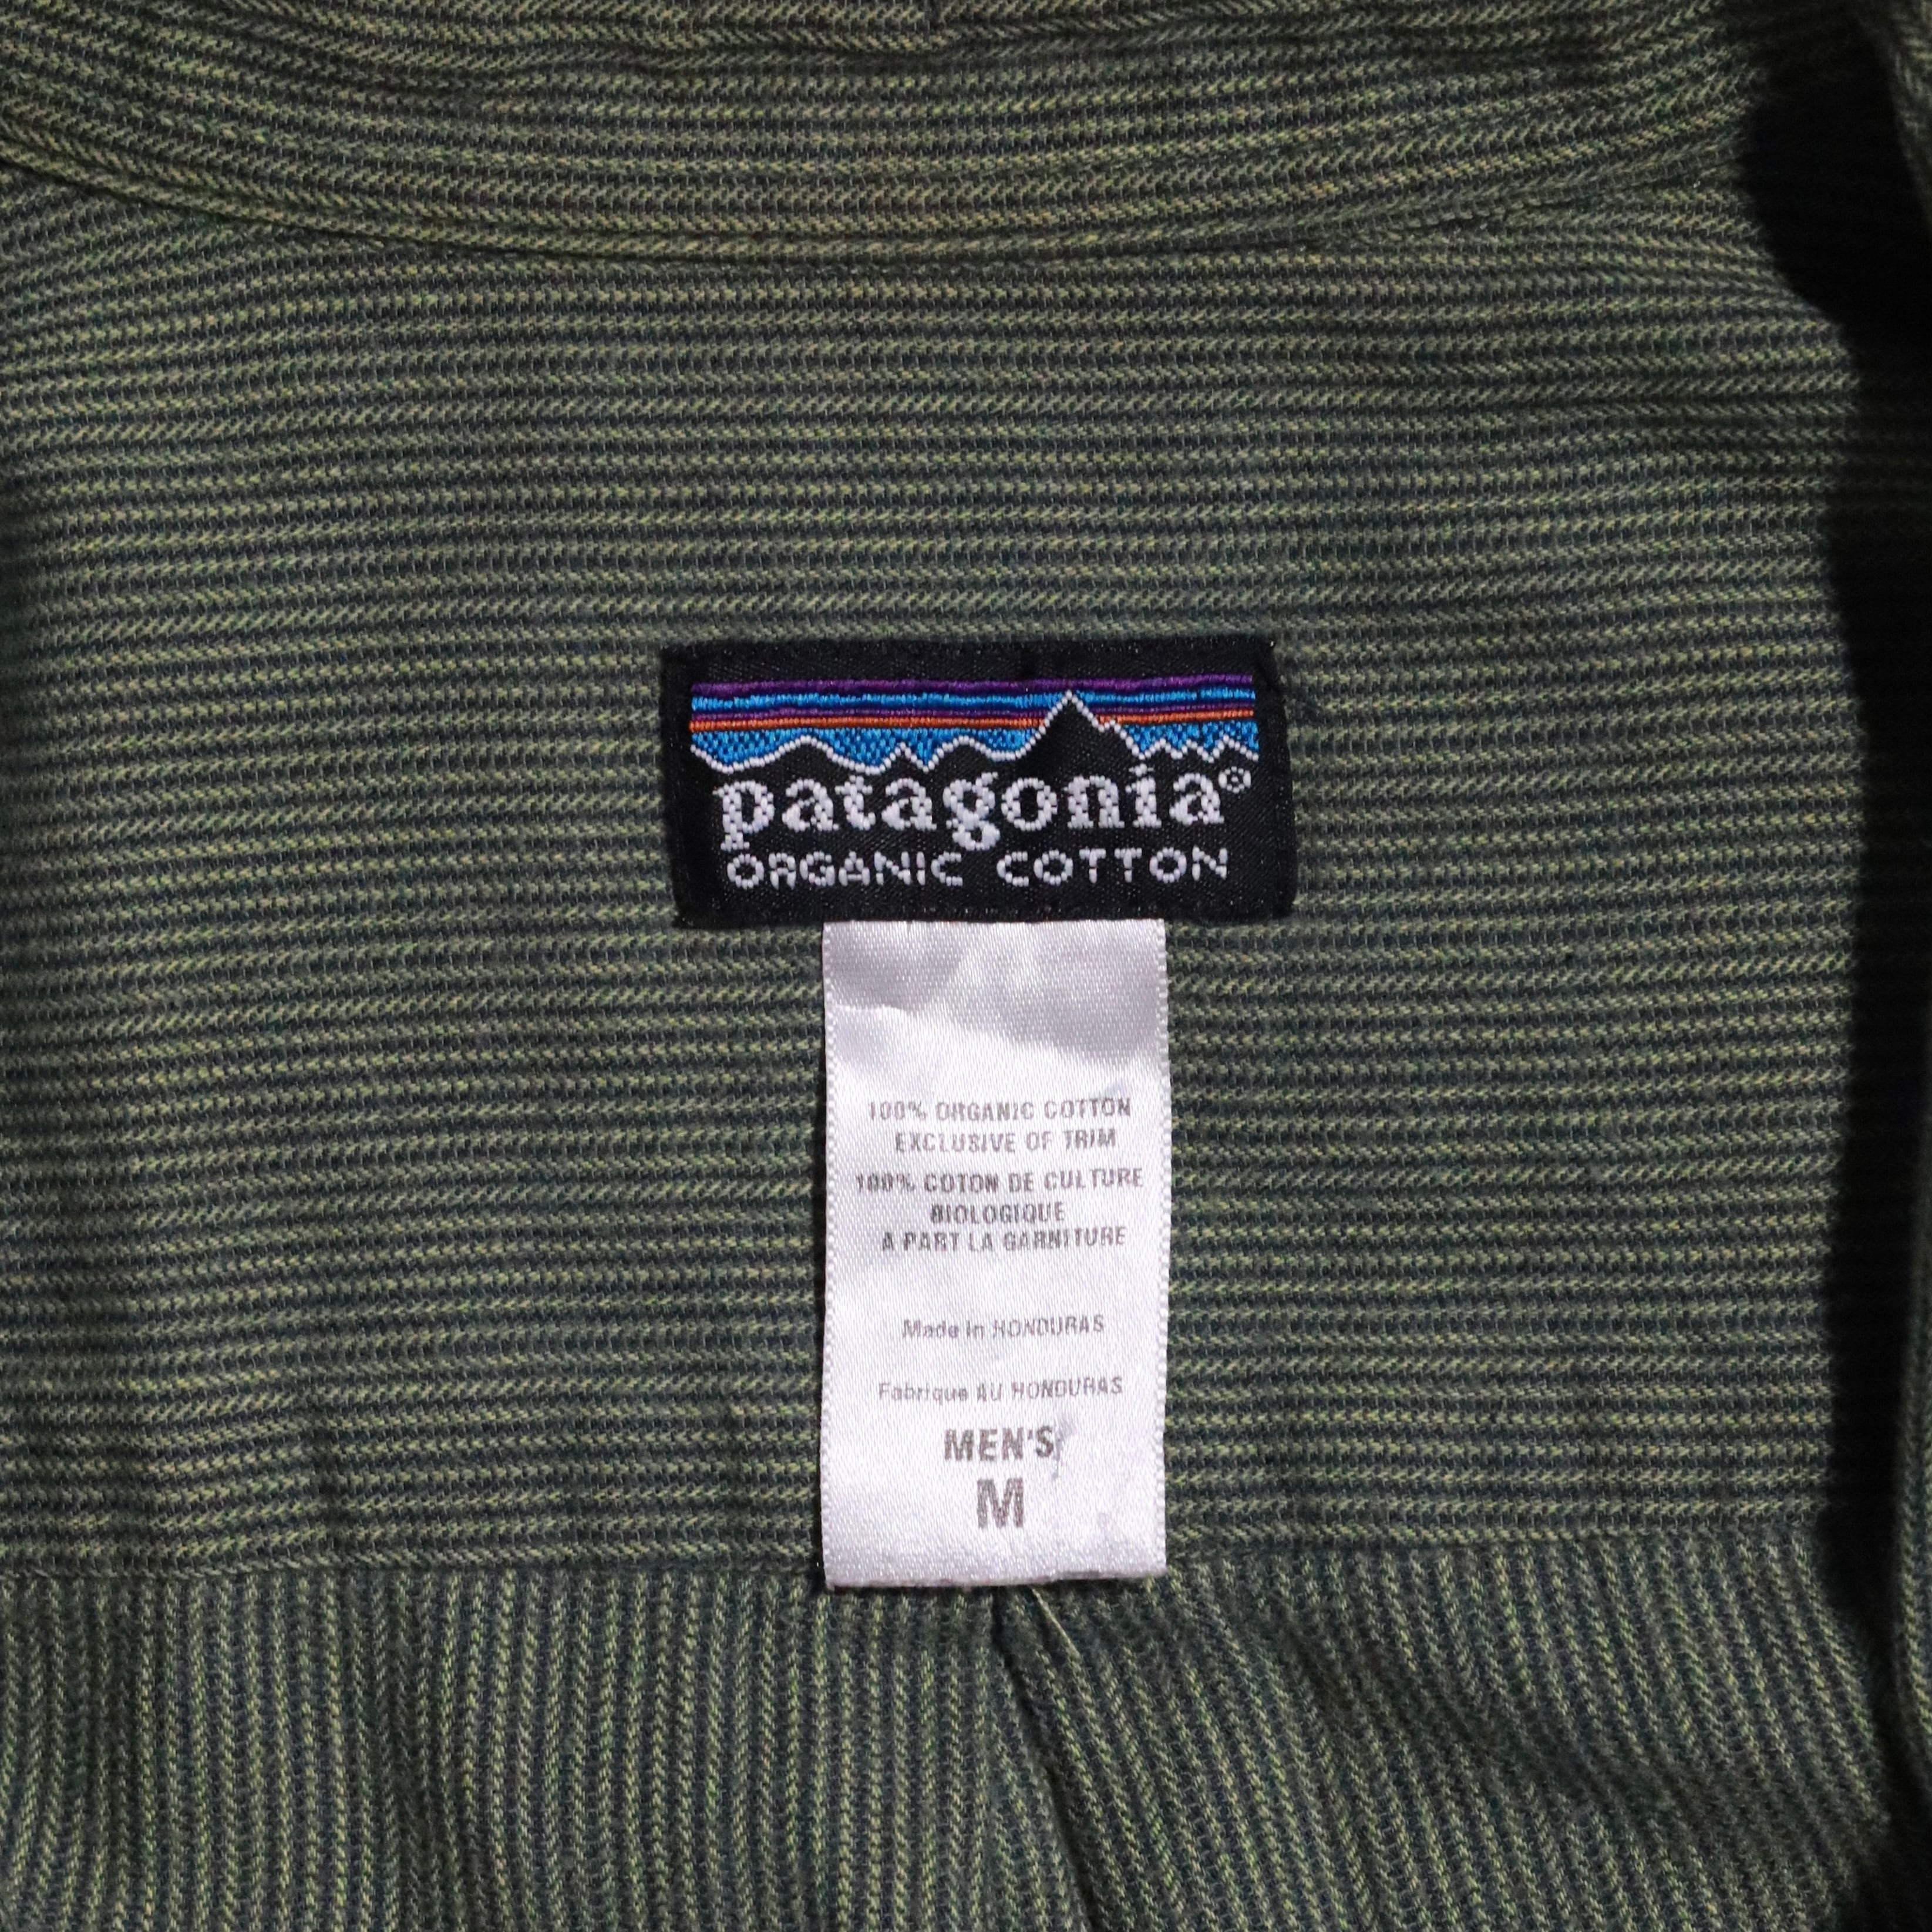 patagonia®
ORGANIC COTTON
100% ORGANIC COTTON
EXCLUSIVE OF TRIM
100% COTON DE CULTURE
BIOLOGIQUE
A PART LA GARNITURE
Made in HONDURAS
Fabrique AU HONDURAS
MEN'S
M